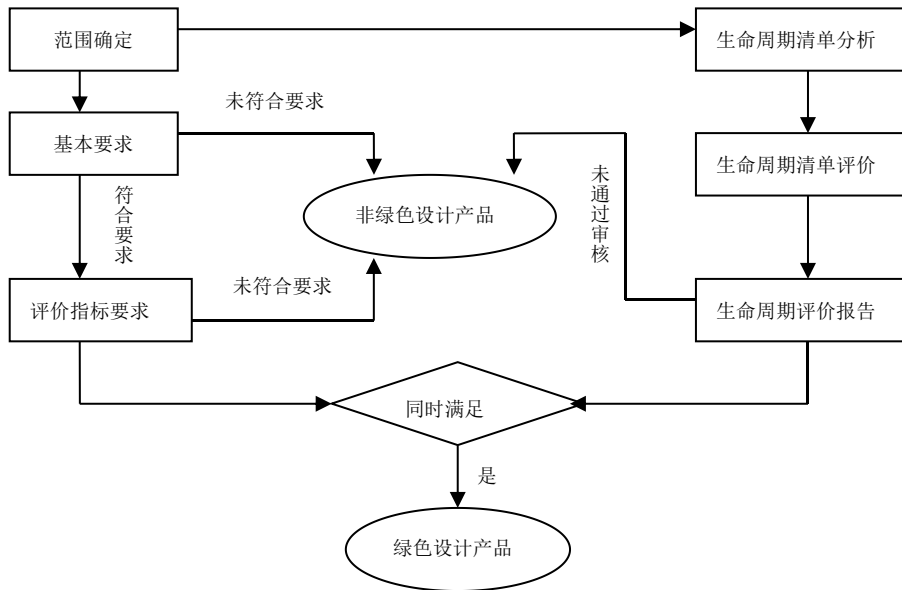 范围确定
生命周期清单分析
未符合要求
基本要求
生命周期清单评价
符合要求
未通过审核
非绿色设计产品
评价指标要求
未符合要求
生命周期评价报告
同时满足
是
绿色设计产品